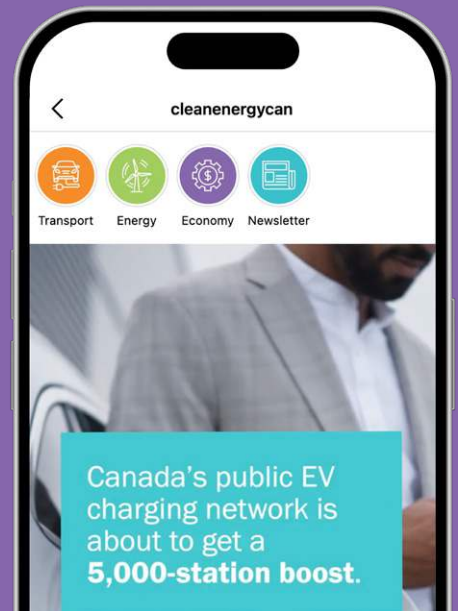 cleanenergycan
Transport Energy Economy Newsletter
Canada's public EV
charging network is
about to get a
5,000-station boost.